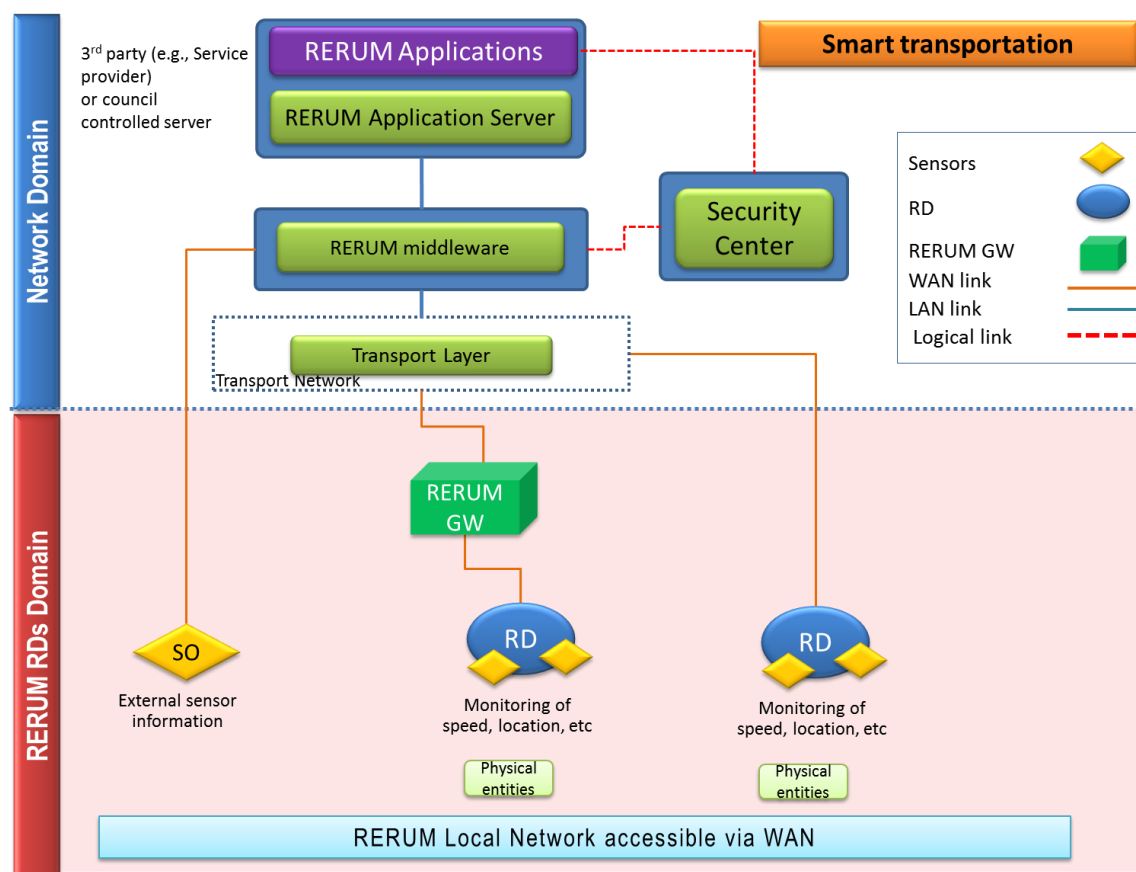 Network Domain
3rd party (e.g., Service
provider)
or council
controlled server
RERUM Applications
RERUM Application Server
Smart transportation
Sensors
RD
RERUM GW
WAN link
LAN link
Logical link
Security
Center
RERUM middleware
Transport Layer
Transport Network
RERUM RDs Domain
RERUM
GW
SO
External sensor
information
RD
Monitoring of
speed, location, etc
Physical
entities
RD
Monitoring of
speed, location, etc
Physical
entities
RERUM Local Network accessible via WAN